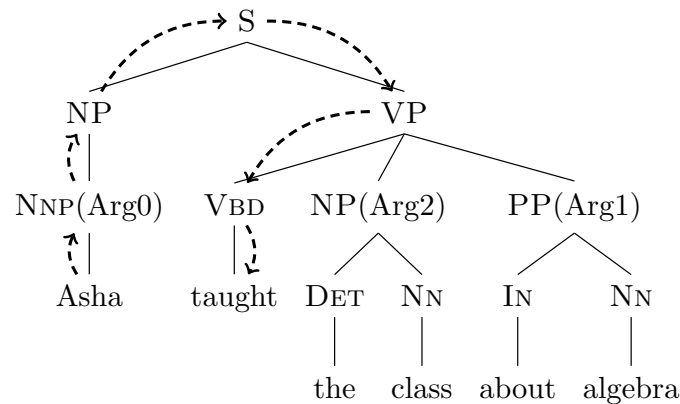 S
NP VP
NNP(Arg0) VBD NP(Arg2) PP(Arg1)
Asha taught DET NN IN NN
the class about algebra